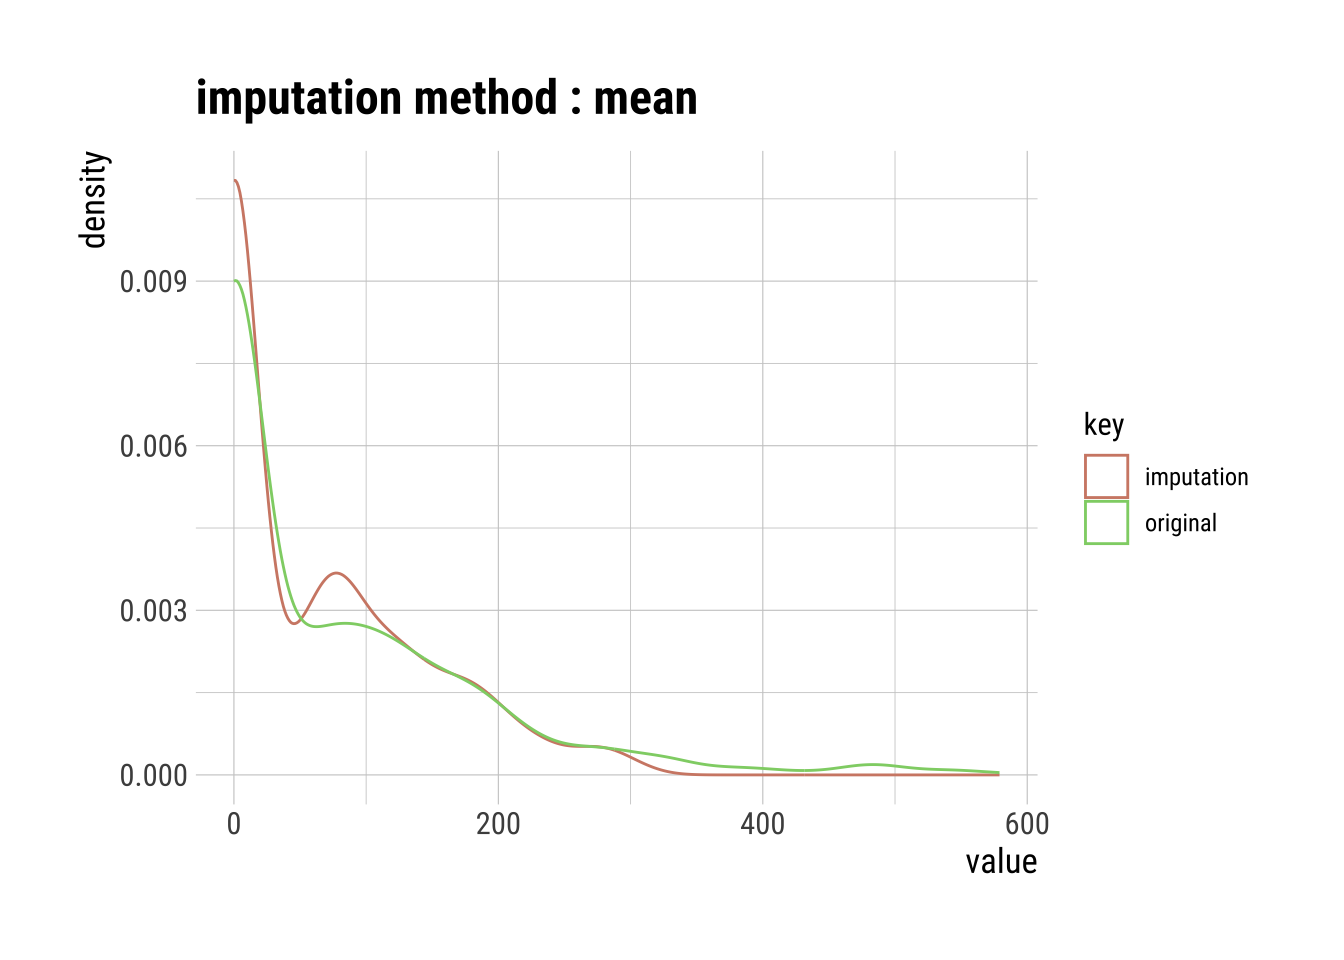 imputation method : mean
density
0.009
0.006
0.003
0.000
0 200 400 600
value
key
imputation
original